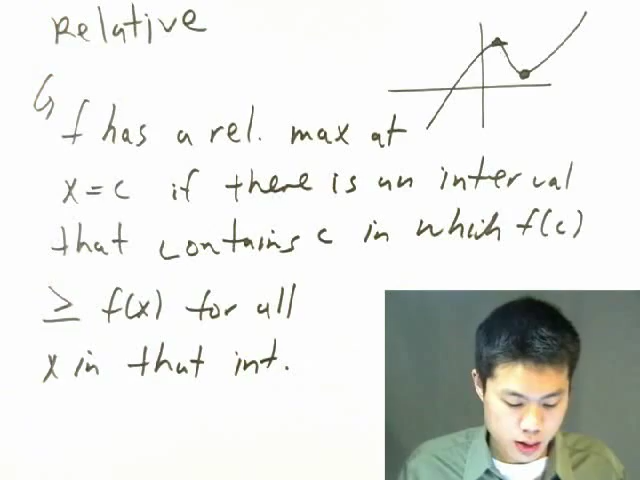 Relative
f has a rel. max at
x = c if there is an interval
that contains c in which f(c)
≥ f(x) for all
x in that int.